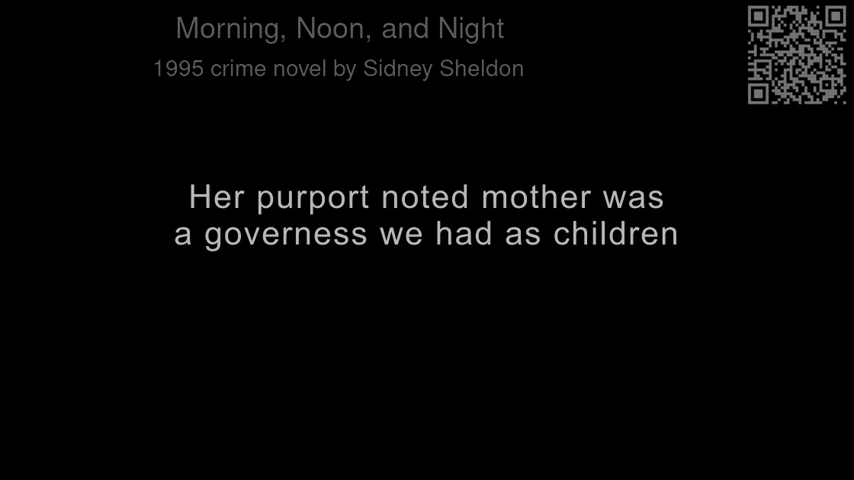 Morning, Noon, and Night
1995 crime novel by Sidney Sheldon
Her purport noted mother was
a governess we had as children